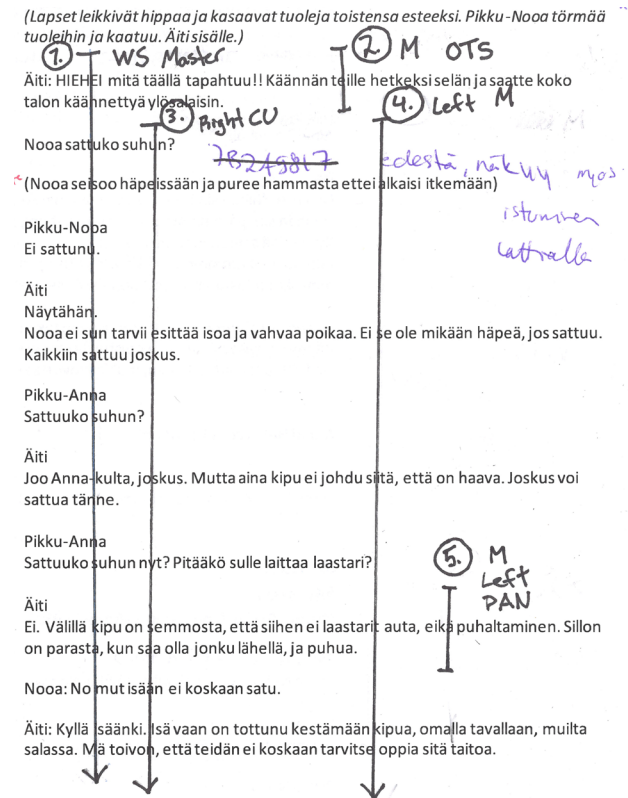 (Lapset leikkivät hippaa ja kasaavat tuoleja toistensa esteeksi. Pikku-Nooa törmää
tuoleihin ja kaatuu. Äiti sisälle.)
1. WS Master
2. M OTS
Äiti: HIEHEI mitä täällä tapahtuu!! Käännän teille hetkeksi selän ja saatte koko
talon käännettyä ylösalaisin.
3. Right CU
4. Left M
Nooa sattuko suhun?
edestä, näkyy myös
(Nooa seisoo häpeissään ja puree hammasta ettei alkaisi itkemään)
istuminen
lattialle
Pikku-Nooa
Ei sattunu.
Äiti
Näytähän.
Nooa ei sun tarvii esittää isoa ja vahvaa poikaa. Ei se ole mikään häpeä, jos sattuu.
Kaikkiin sattuu joskus.
Pikku-Anna
Sattuuko suhun?
Äiti
Joo Anna-kulta, joskus. Mutta aina kipu ei johdu siitä, että on haava. Joskus voi
sattua tänne.
Pikku-Anna
Sattuuko suhun nyt? Pitääkö sulle laittaa laastari?
5. M
Left
PAN
Äiti
Ei. Välillä kipu on semmosta, että siihen ei laastarit auta, eikä puhaltaminen. Sillon
on parasta, kun saa olla jonku lähellä, ja puhua.
Nooa: No mut isään ei koskaan satu.
Äiti: Kyllä isäänki. Isä vaan on tottunu kestämään kipua, omalla tavallaan, muilta
salassa. Mä toivon, että teidän ei koskaan tarvitse oppia sitä taitoa.